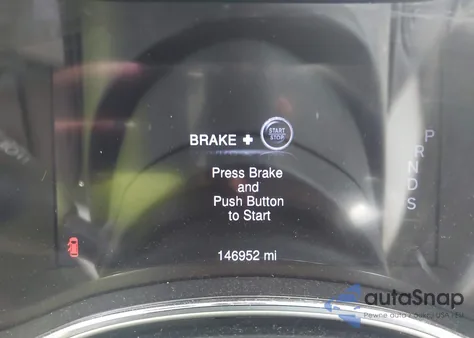 BRAKE + START STOP
Press Brake
and
Push Button
to Start
146952 mi
P
R
N
D
S
autoSnap